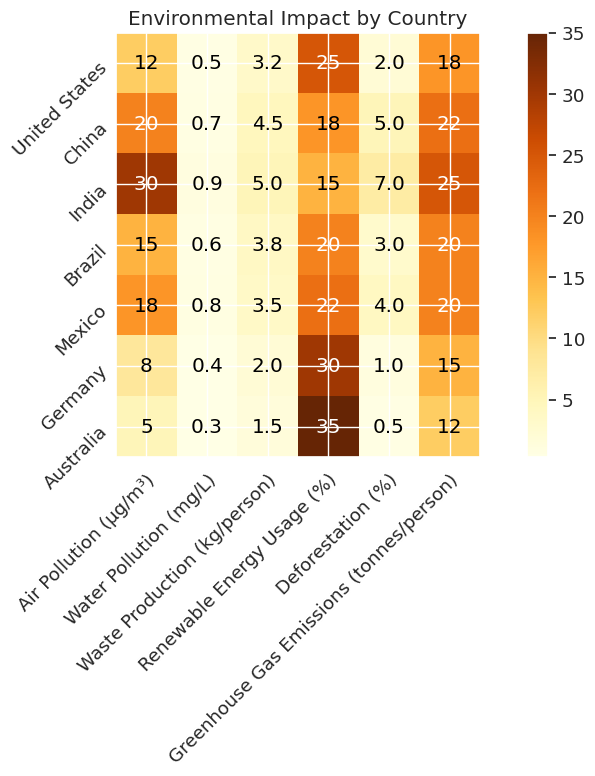 Environmental Impact by Country
United States 12 0.5 3.2 25 2.0 18
China 20 0.7 4.5 18 5.0 22
India 30 0.9 5.0 15 7.0 25
Brazil 15 0.6 3.8 20 3.0 20
Mexico 18 0.8 3.5 22 4.0 20
Germany 8 0.4 2.0 30 1.0 15
Australia 5 0.3 1.5 35 0.5 12
Air Pollution (µg/m³)
Water Pollution (mg/L)
Waste Production (kg/person)
Renewable Energy Usage (%)
Deforestation (%)
Greenhouse Gas Emissions (tonnes/person)
35
30
25
20
15
10
5